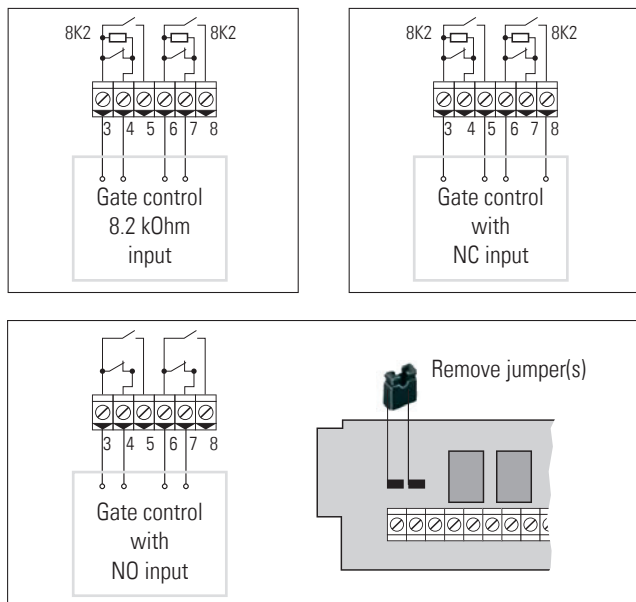 8K2 8K2
3 4 5 6 7 8
Gate control
8.2 kOhm
input
8K2 8K2
3 4 5 6 7 8
Gate control
with
NC input
3 4 5 6 7 8
Gate control
with
NO input
Remove jumper(s)